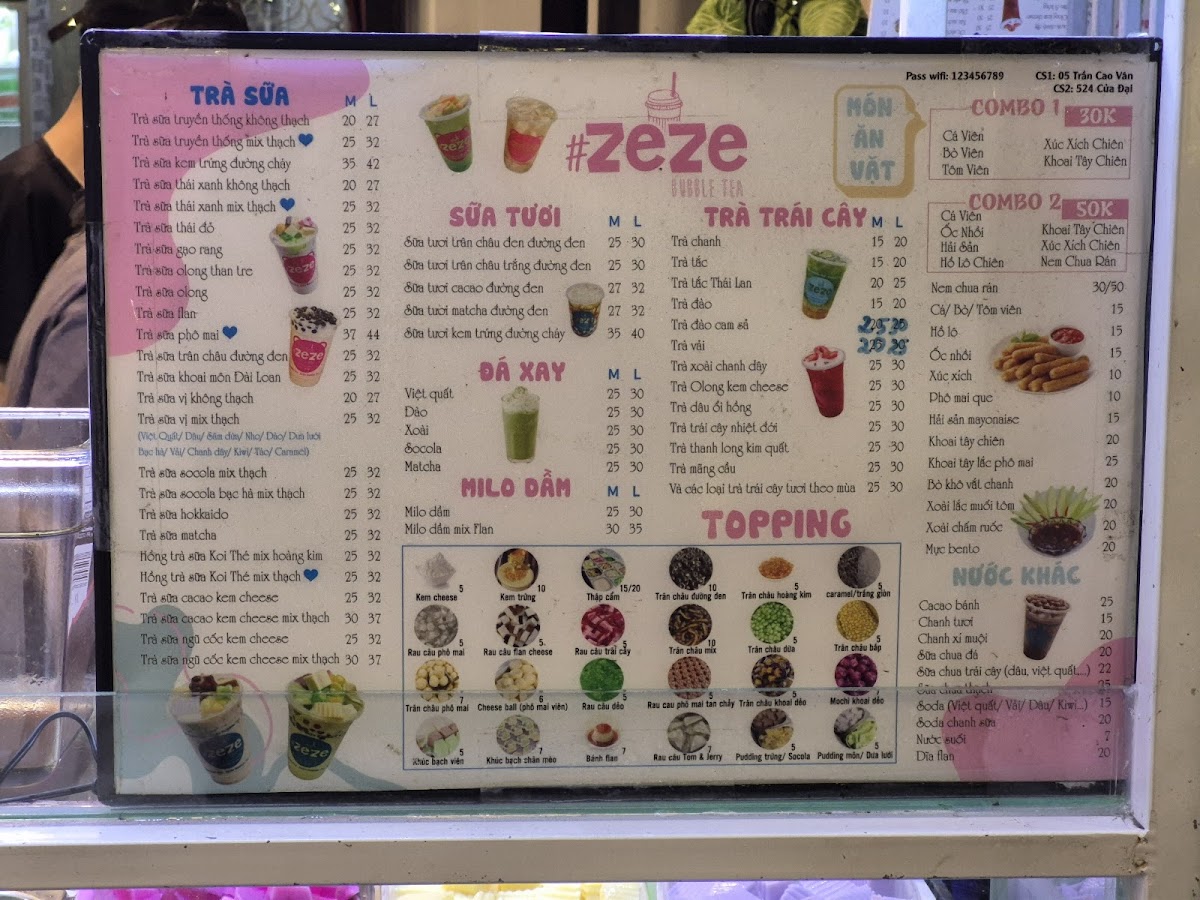 Pass wifi: 123456789
CS1: 05 Trần Cao Vân
CS2: 524 Cửa Đại
#zeze
BUBBLE TEA
TRÀ SỮA M L
Trà sữa truyền thống không thạch 20 27
Trà sữa truyền thống mix thạch 25 32
Trà sữa kem trứng đường cháy 35 42
Trà sữa thái xanh không thạch 20 27
Trà sữa thái xanh mix thạch 25 32
Trà sữa thái đỏ 25 32
Trà sữa gạo rang 25 32
Trà sữa olong than tre 25 32
Trà sữa olong 25 32
Trà sữa flan 25 32
Trà sữa phô mai 37 44
Trà sữa trân châu đường đen 25 32
Trà sữa khoai môn Đài Loan 25 32
Trà sữa vị không thạch 20 27
Trà sữa vị mix thạch 25 32
(Việt Quất/ Dâu/ Sữa dừa/ Nho/ Đào/ Dưa lưới
Bạc hà/ Vải/ Chanh dây/ Kiwi/ Táo/ Caramel)
Trà sữa socola mix thạch 25 32
Trà sữa socola bạc hà mix thạch 25 32
Trà sữa hokkaido 25 32
Trà sữa matcha 25 32
Hồng trà sữa Koi Thé mix hoàng kim 25 32
Hồng trà sữa Koi Thé mix thạch 25 32
Trà sữa cacao kem cheese 25 32
Trà sữa cacao kem cheese mix thạch 30 37
Trà sữa ngũ cốc kem cheese 25 32
Trà sữa ngũ cốc kem cheese mix thạch 30 37
SỮA TƯƠI M L
Sữa tươi trân châu đen đường đen 25 30
Sữa tươi trân châu trắng đường đen 25 30
Sữa tươi cacao đường đen 27 32
Sữa tươi matcha đường đen 27 32
Sữa tươi kem trứng đường cháy 35 40
ĐÁ XAY M L
Việt quất 25 30
Đào 25 30
Xoài 25 30
Socola 25 30
Matcha 25 30
MILO DẦM M L
Milo dầm 25 30
Milo dầm mix Flan 30 35
TRÀ TRÁI CÂY M L
Trà chanh 15 20
Trà tắc 15 20
Trà tắc Thái Lan 20 25
Trà đào 15 20
Trà đào cam sả 25 30
Trà vải 20 25
Trà xoài chanh dây 25 30
Trà Olong kem cheese 25 30
Trà dâu ổi hồng 25 30
Trà trái cây nhiệt đới 25 30
Trà thanh long kim quất 25 30
Trà mãng cầu 25 30
Và các loại trà trái cây tươi theo mùa 25 30
TOPPING
Kem cheese 5
Kem trứng 10
Thập cẩm 15/20
Trân châu đường đen 10
Trân châu hoàng kim 5
caramel/trắng giòn 5
Rau câu phô mai 5
Rau câu flan cheese 5
Rau câu trái cây 5
Trân châu mix 10
Trân châu dừa 5
Trân châu bắp 5
Trân châu phô mai 7
Cheese ball (phô mai viên) 6
Rau câu dẻo 5
Rau câu phô mai tan chảy 5
Trân châu khoai dẻo 5
Mochi khoai dẻo 7
Khúc bạch viên 5
Khúc bạch chân mèo 7
Bánh flan 7
Rau câu Tom & Jerry 7
Pudding trứng/ Socola 5
Pudding môn/ Dưa lưới 5
MÓN
ĂN
VẶT
COMBO 1 30K
Cá Viên
Bò Viên
Tôm Viên
Xúc Xích Chiên
Khoai Tây Chiên
COMBO 2 50K
Cá Viên
Ốc Nhồi
Hải Sản
Hồ Lô Chiên
Khoai Tây Chiên
Xúc Xích Chiên
Nem Chua Rán
Nem chua rán 30/50
Cá/ Bò/ Tôm viên 15
Hồ lô 15
Ốc nhồi 15
Xúc xích 10
Phô mai que 10
Hải sản mayonaise 15
Khoai tây chiên 20
Khoai tây lắc phô mai 25
Bò khô vắt chanh 20
Xoài lắc muối tôm 20
Xoài chấm ruốc 20
Mực bento 20
NƯỚC KHÁC
Cacao bánh 25
Chanh tươi 15
Chanh xí muội 20
Sữa chua đá 20
Sữa chua trái cây (dâu, việt quất,...) 22
Sữa chua thạch 25
Soda (Việt quất/ Vải/ Dâu/ Kiwi...) 15
Soda chanh sữa 20
Nước suối 7
Dĩa flan 20
zeze
zeze
zeze
zeze
zeze
zeze